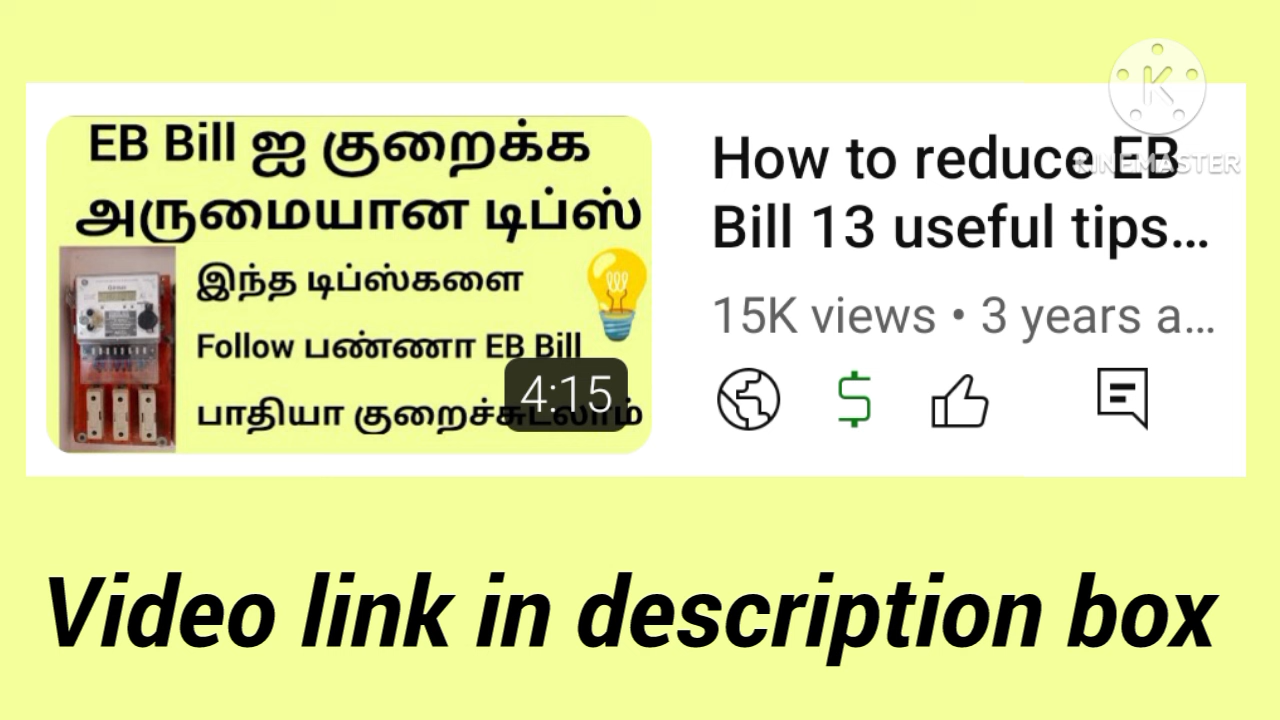 EB Bill ஐ குறைக்க
அருமையான டிப்ஸ்
இந்த டிப்ஸ்களை
Follow பண்ணா EB Bill
பாதியா குறைச்சுடலாம்
4:15
How to reduce EB
Bill 13 useful tips...
15K views • 3 years a...
KINEMASTER
Video link in description box